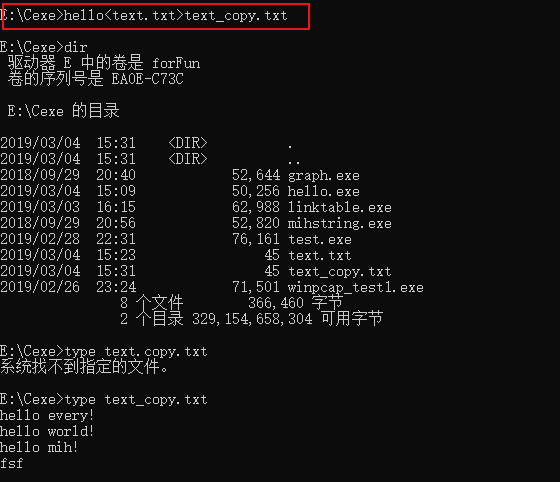 E:\Cexe>hello<text.txt>text_copy.txt
E:\Cexe>dir
驱动器 E 中的卷是 forFun
卷的序列号是 EA0E-C73C
E:\Cexe 的目录
2019/03/04  15:31    <DIR>          .
2019/03/04  15:31    <DIR>          ..
2018/09/29  20:40            52,644 graph.exe
2019/03/04  15:09            50,256 hello.exe
2019/03/03  16:15            62,988 linktable.exe
2018/09/29  20:56            52,820 mihstring.exe
2019/02/28  22:31            76,161 test.exe
2019/03/04  15:23                45 text.txt
2019/03/04  15:31                45 text_copy.txt
2019/02/26  23:24            71,501 winpcap_test1.exe
8 个文件        366,460 字节
2 个目录 329,154,658,304 可用字节
E:\Cexe>type text.copy.txt
系统找不到指定的文件。
E:\Cexe>type text_copy.txt
hello every!
hello world!
hello mih!
fsf